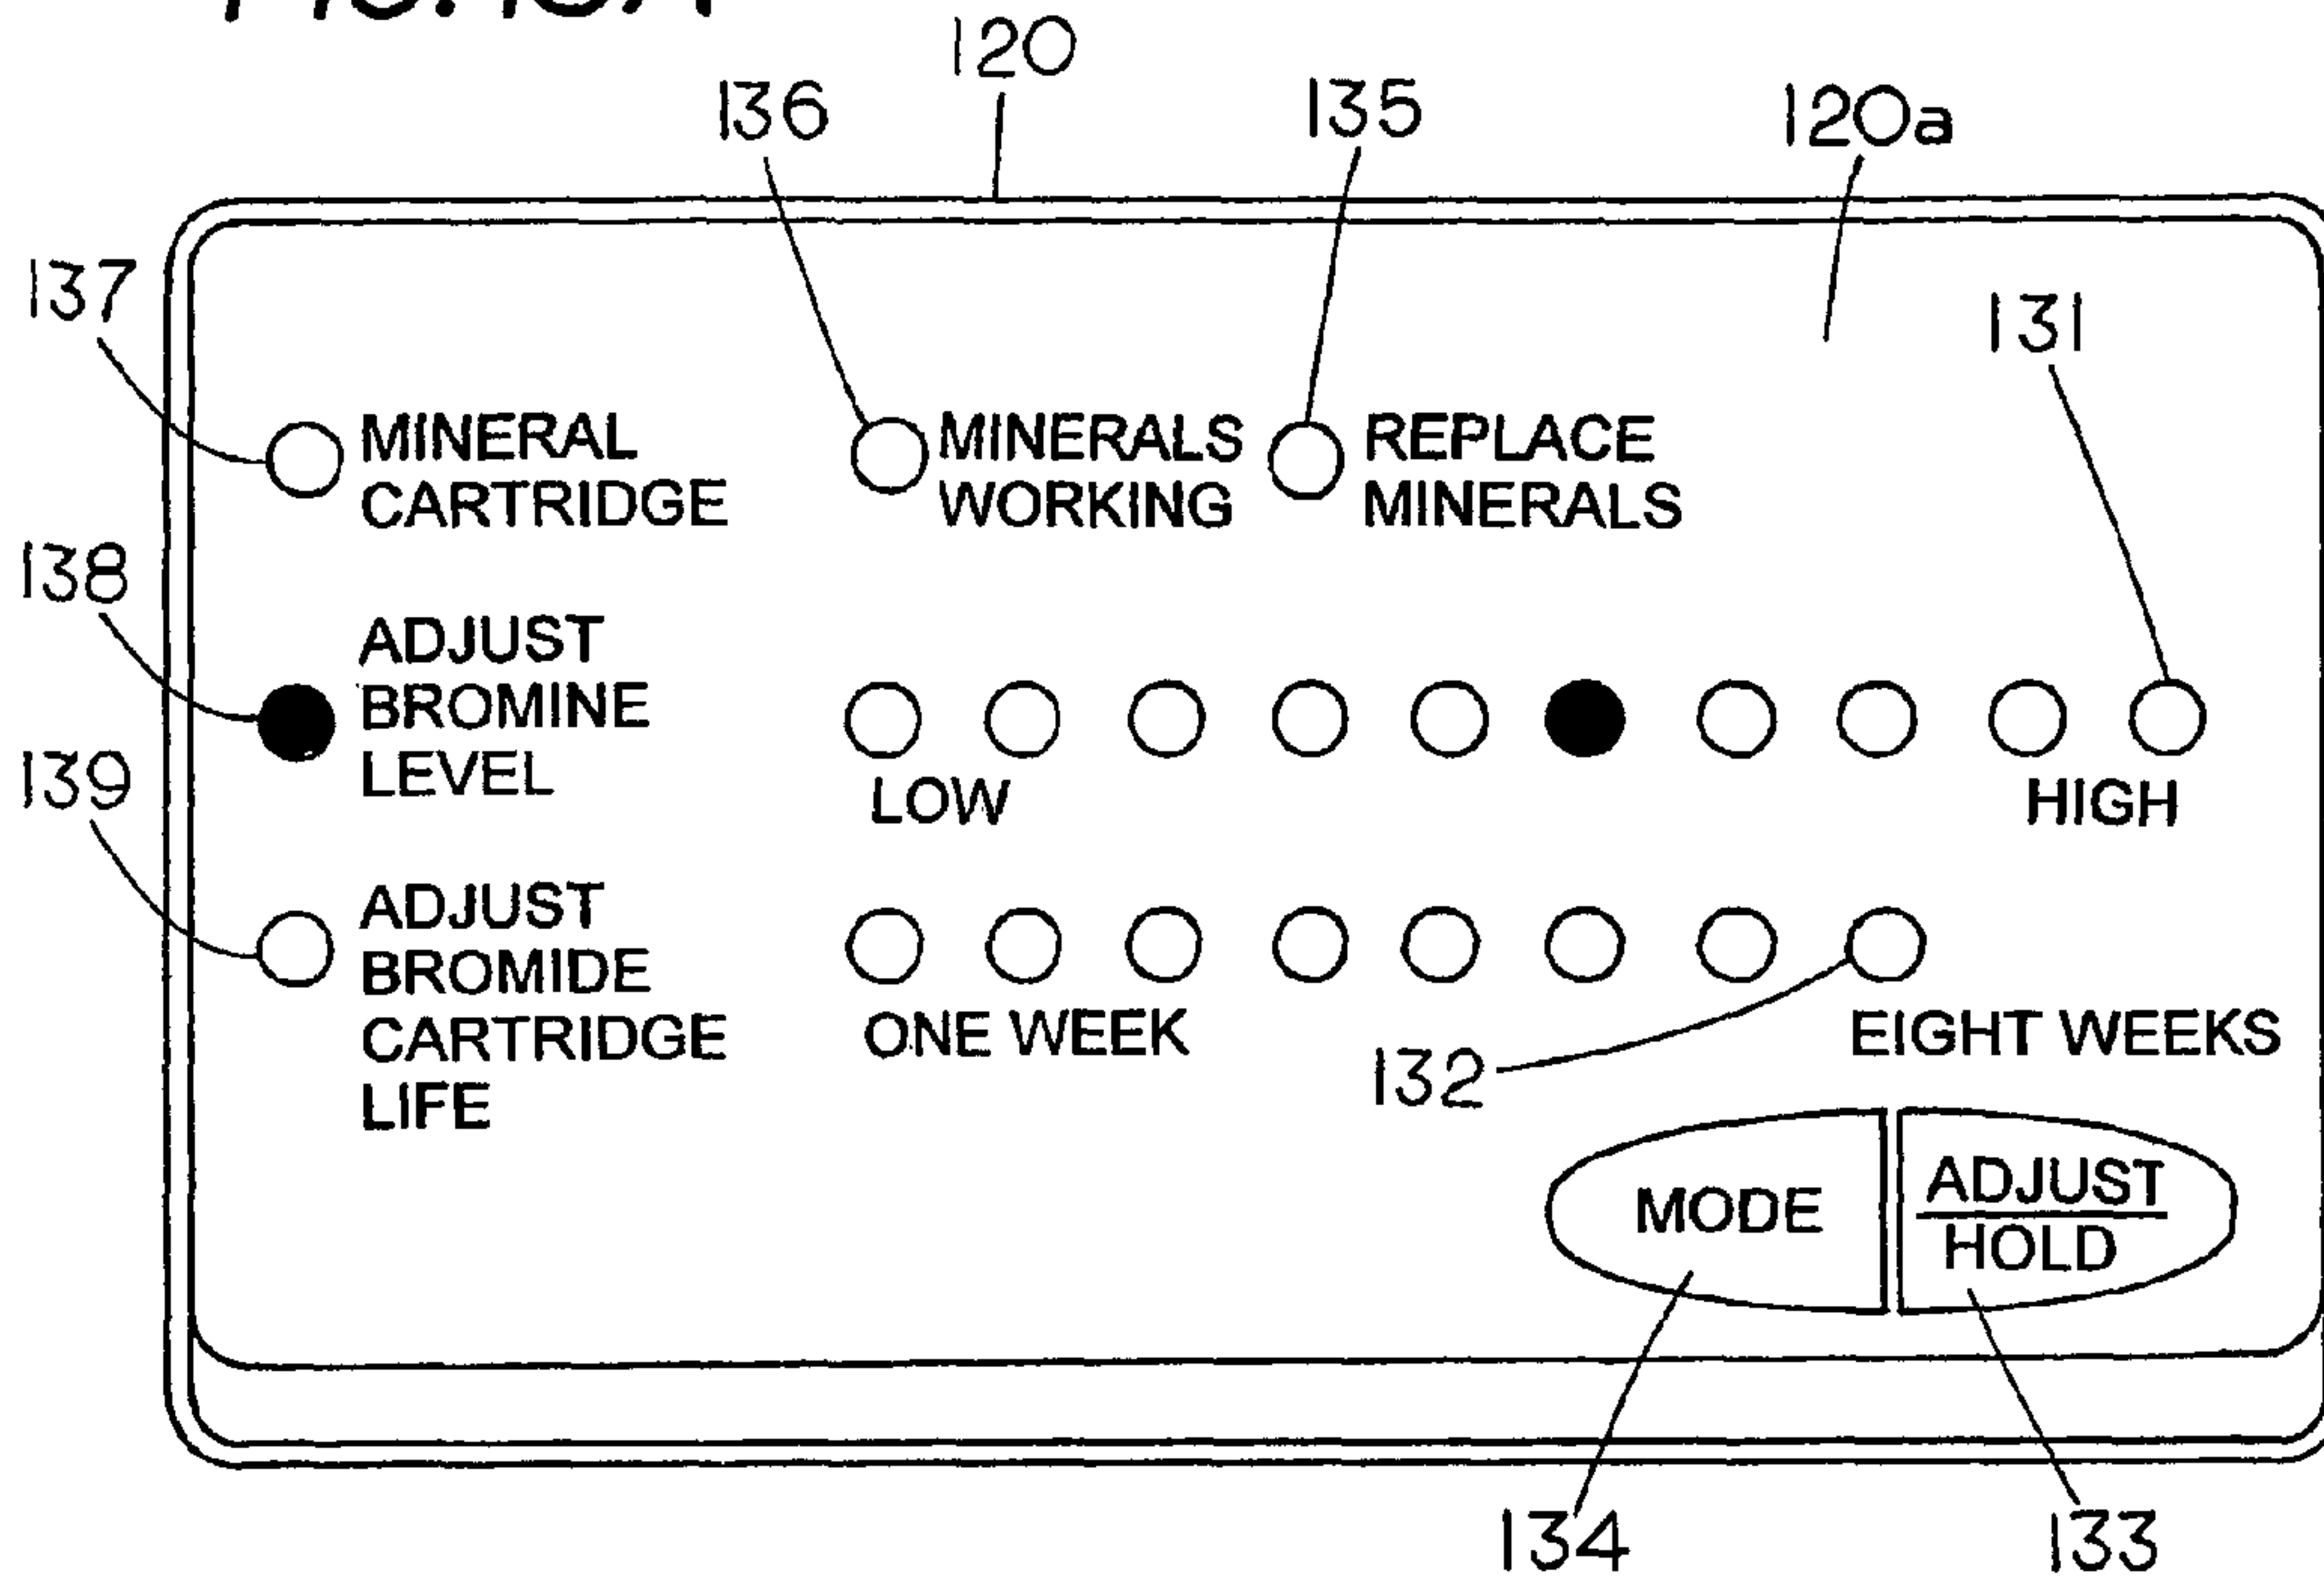 120
136 135 120a
137 131
MINERAL MINERALS REPLACE
CARTRIDGE WORKING MINERALS
138
ADJUST
BROMINE
139 LEVEL LOW HIGH
ADJUST
BROMIDE
CARTRIDGE ONE WEEK EIGHT WEEKS
132
LIFE
MODE ADJUST
HOLD
134 133